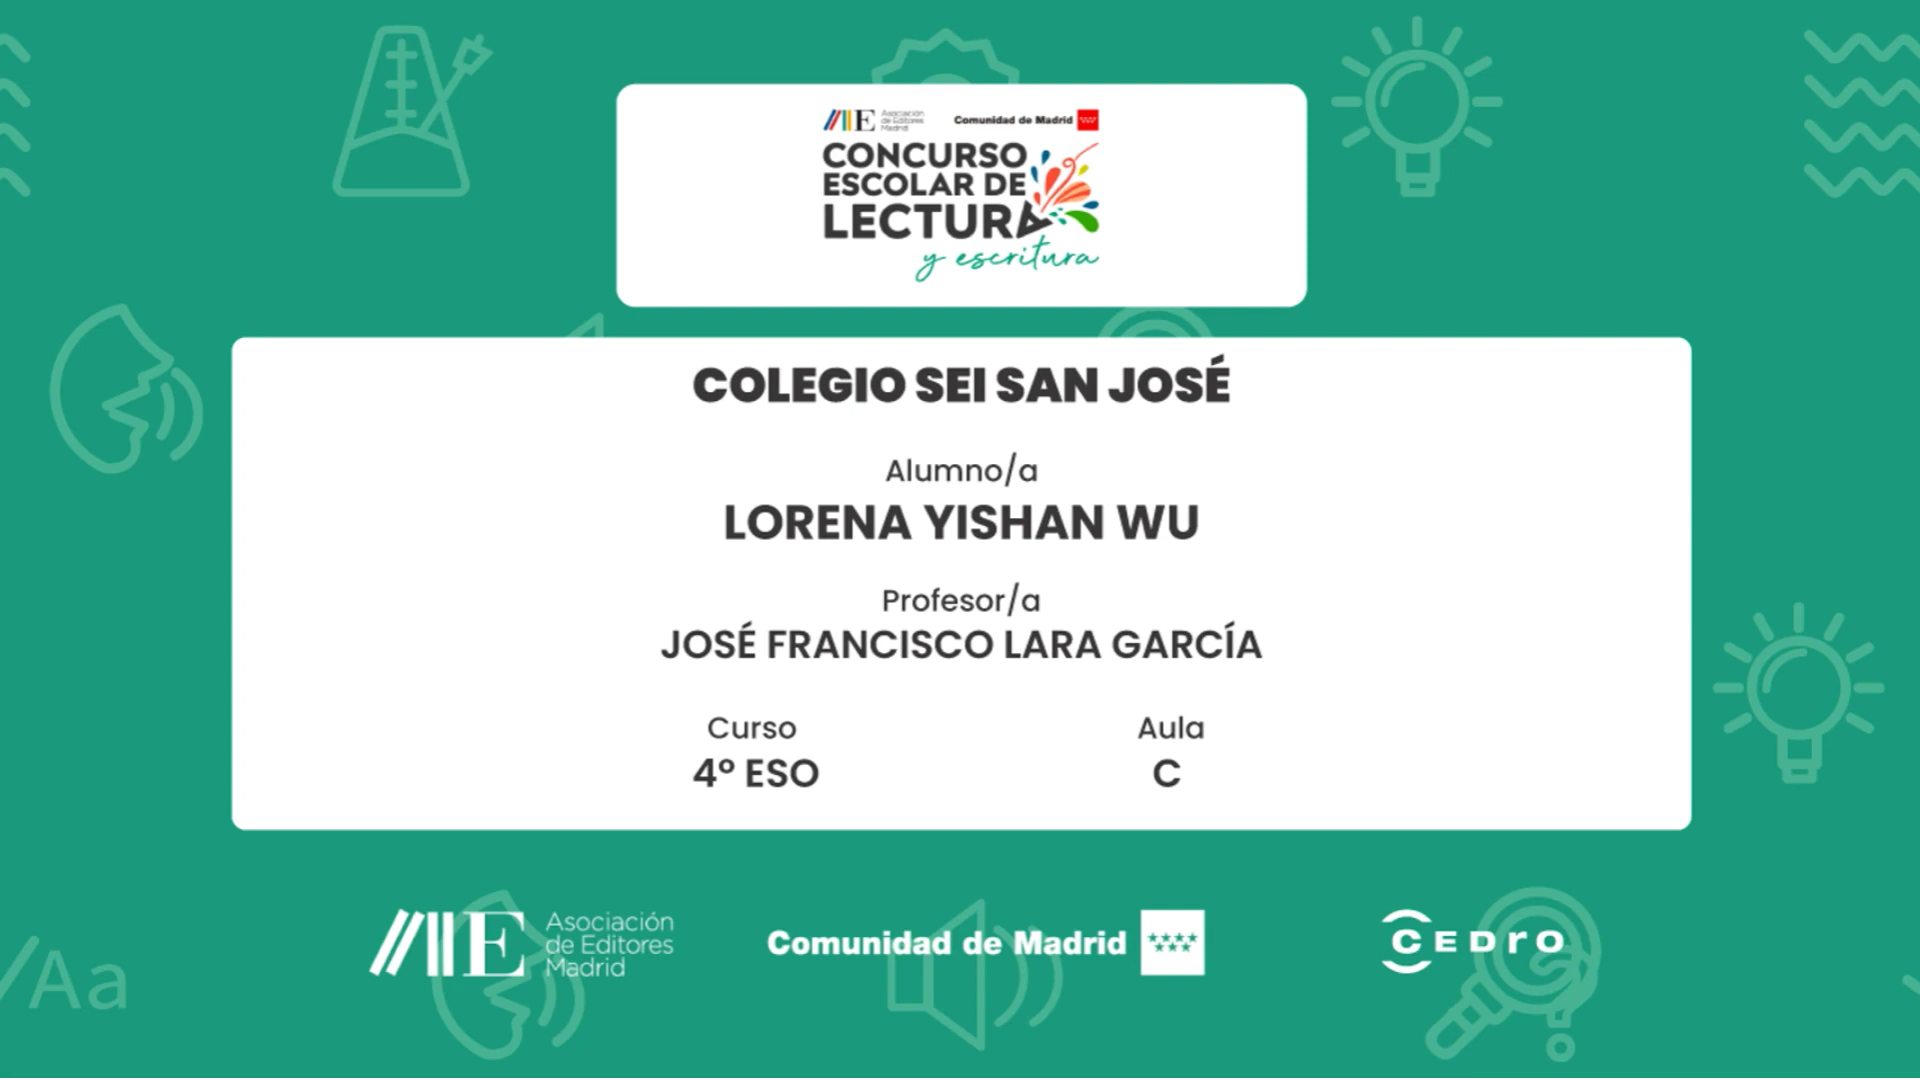 Asociación
de Editores
Madrid
Comunidad de Madrid
CONCURSO
ESCOLAR DE
LECTURA
y escritura
COLEGIO SEI SAN JOSÉ
Alumno/a
LORENA YISHAN WU
Profesor/a
JOSÉ FRANCISCO LARA GARCÍA
Curso
Aula
4º ESO
C
Aa
Asociación
de Editores
Madrid
Comunidad de Madrid
CEDrO